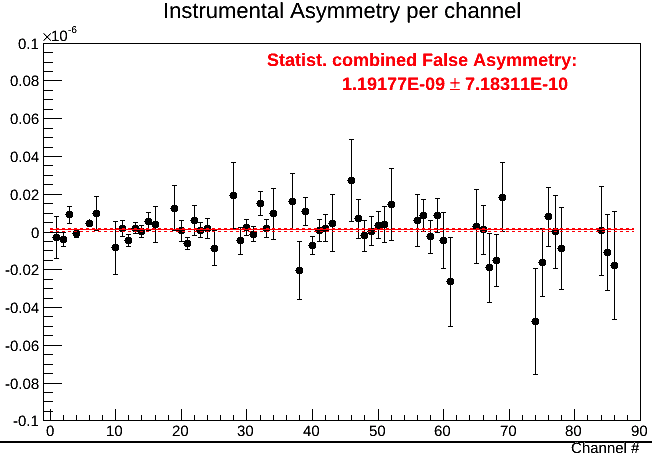 Instrumental Asymmetry per channel
×10⁻⁶
Statist. combined False Asymmetry:
1.19177E-09 ± 7.18311E-10
0.1
0.08
0.06
0.04
0.02
0
-0.02
-0.04
-0.06
-0.08
-0.1
0 10 20 30 40 50 60 70 80 90
Channel #